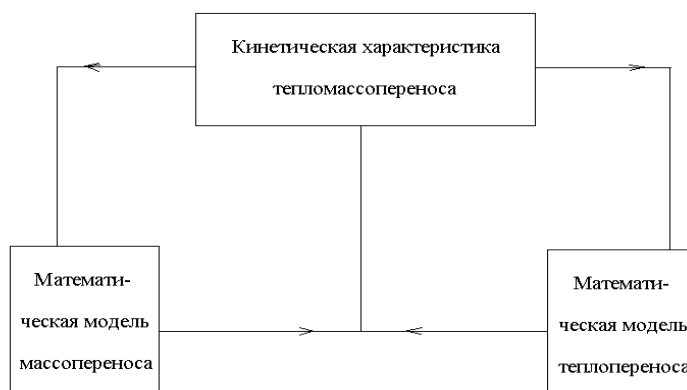 Кинетическая характеристика
тепломассопереноса
Математи-
ческая модель
массопереноса
Математи-
ческая модель
теплопереноса